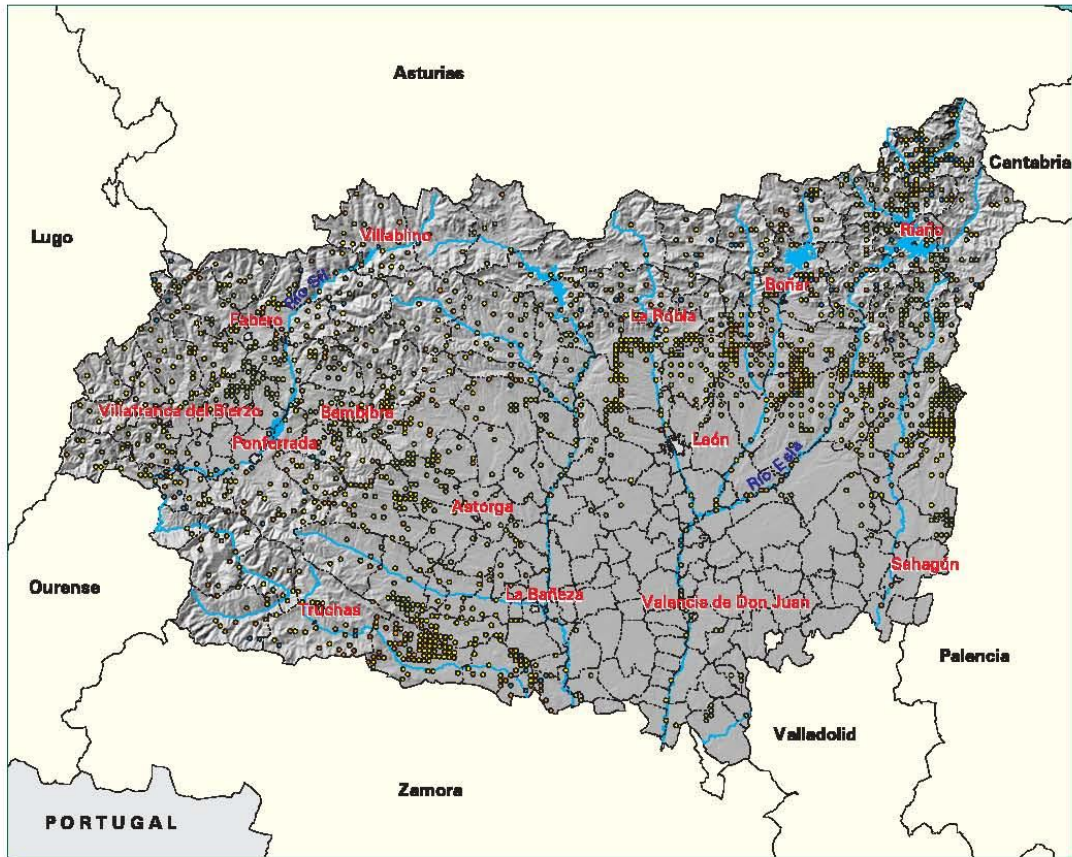 Asturias
Cantabria
Lugo
Riaño
Villablino
Boñar
Río Sil
La Robla
Fabero
Villafranca del Bierzo
Bembibre
León
Ponferrada
Río Esla
Astorga
Sahagún
Ourense
La Bañeza
Valencia de Don Juan
Truchas
Palencia
Valladolid
Zamora
PORTUGAL